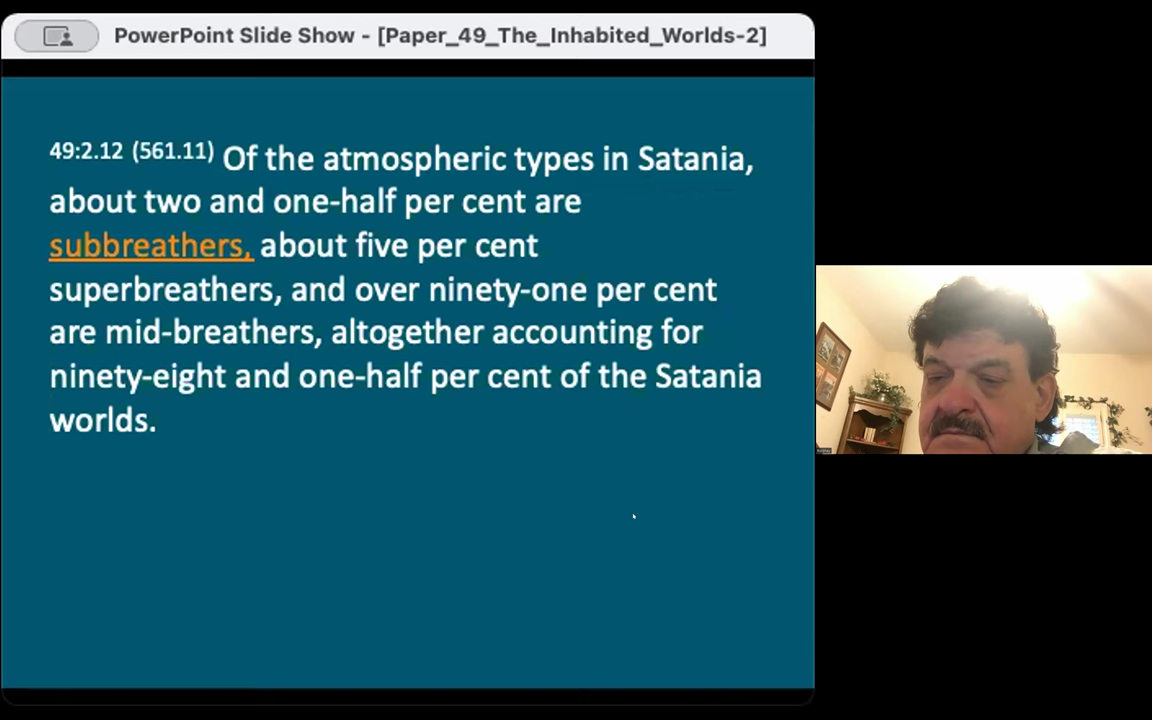 PowerPoint Slide Show - [Paper_49_The_Inhabited_Worlds-2]
49:2.12 (561.11) Of the atmospheric types in Satania,
about two and one-half per cent are
subbreathers, about five per cent
superbreathers, and over ninety-one per cent
are mid-breathers, altogether accounting for
ninety-eight and one-half per cent of the Satania
worlds.